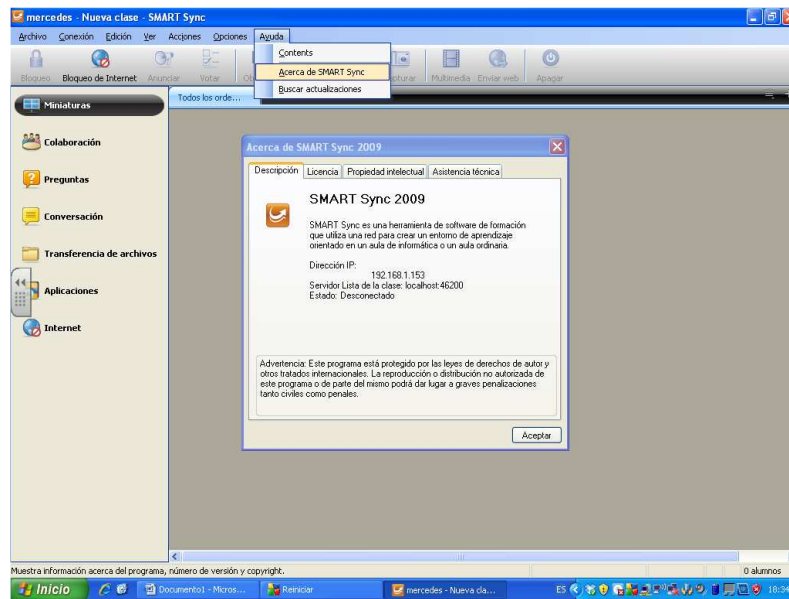 mercedes - Nueva clase - SMART Sync
Archivo Conexión Edición Ver Acciones Opciones Ayuda
Contents
Acerca de SMART Sync
Buscar actualizaciones
Bloqueo Bloqueo de Internet Anunciar Votar Multimedia Enviar web Apagar
Todos los orde...
Miniaturas
Colaboración
Preguntas
Conversación
Transferencia de archivos
Aplicaciones
Internet
Acerca de SMART Sync 2009
Descripción Licencia Propiedad intelectual Asistencia técnica
SMART Sync 2009
SMART Sync es una herramienta de software de formación
que utiliza una red para crear un entorno de aprendizaje
orientado en un aula de informática o un aula ordinaria.
Dirección IP:
192.168.1.153
Servidor Lista de la clase: localhost:46200
Estado: Desconectado
Advertencia: Este programa está protegido por las leyes de derechos de autor y
otros tratados internacionales. La reproducción o distribución no autorizada de
este programa o de parte del mismo podrá dar lugar a graves penalizaciones
tanto civiles como penales.
Aceptar
Muestra información acerca del programa, número de versión y copyright.
0 alumnos
Inicio Documento1 - Micros... Reiniciar mercedes - Nueva cla... ES 18:34